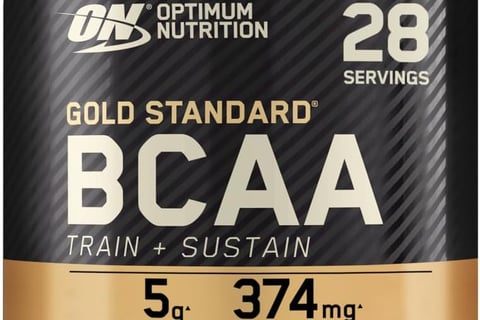 ON OPTIMUM
NUTRITION
28
SERVINGS
GOLD STANDARD®
BCAA
TRAIN + SUSTAIN
5g▲ 374mg▲